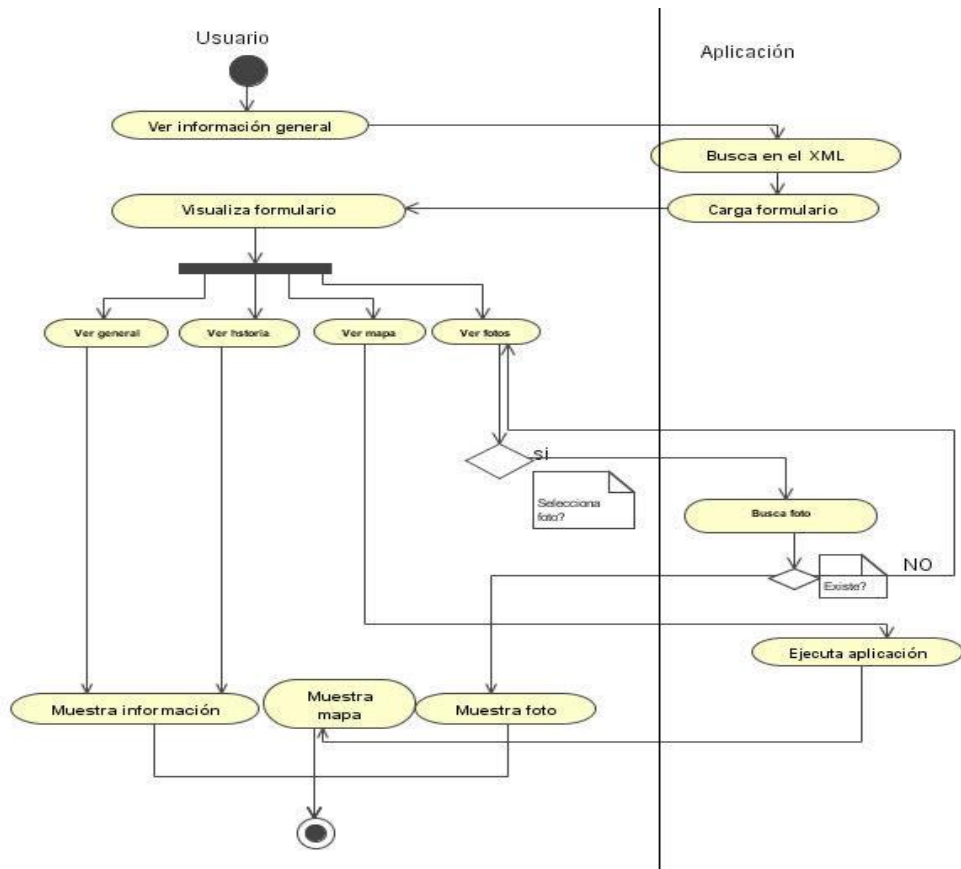 Usuario
Aplicación
Ver información general
Busca en el XML
Visualiza formulario
Carga formulario
Ver general
Ver hstoria
Ver mapa
Ver fotos
si
Selecciona
foto?
Busca foto
NO
Existe?
Ejecuta aplicación
Muestra información
Muestra
mapa
Muestra foto